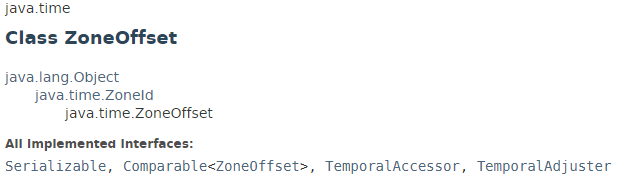 java.time
Class ZoneOffset
java.lang.Object
java.time.ZoneId
java.time.ZoneOffset
All Implemented Interfaces:
Serializable, Comparable<ZoneOffset>, TemporalAccessor, TemporalAdjuster